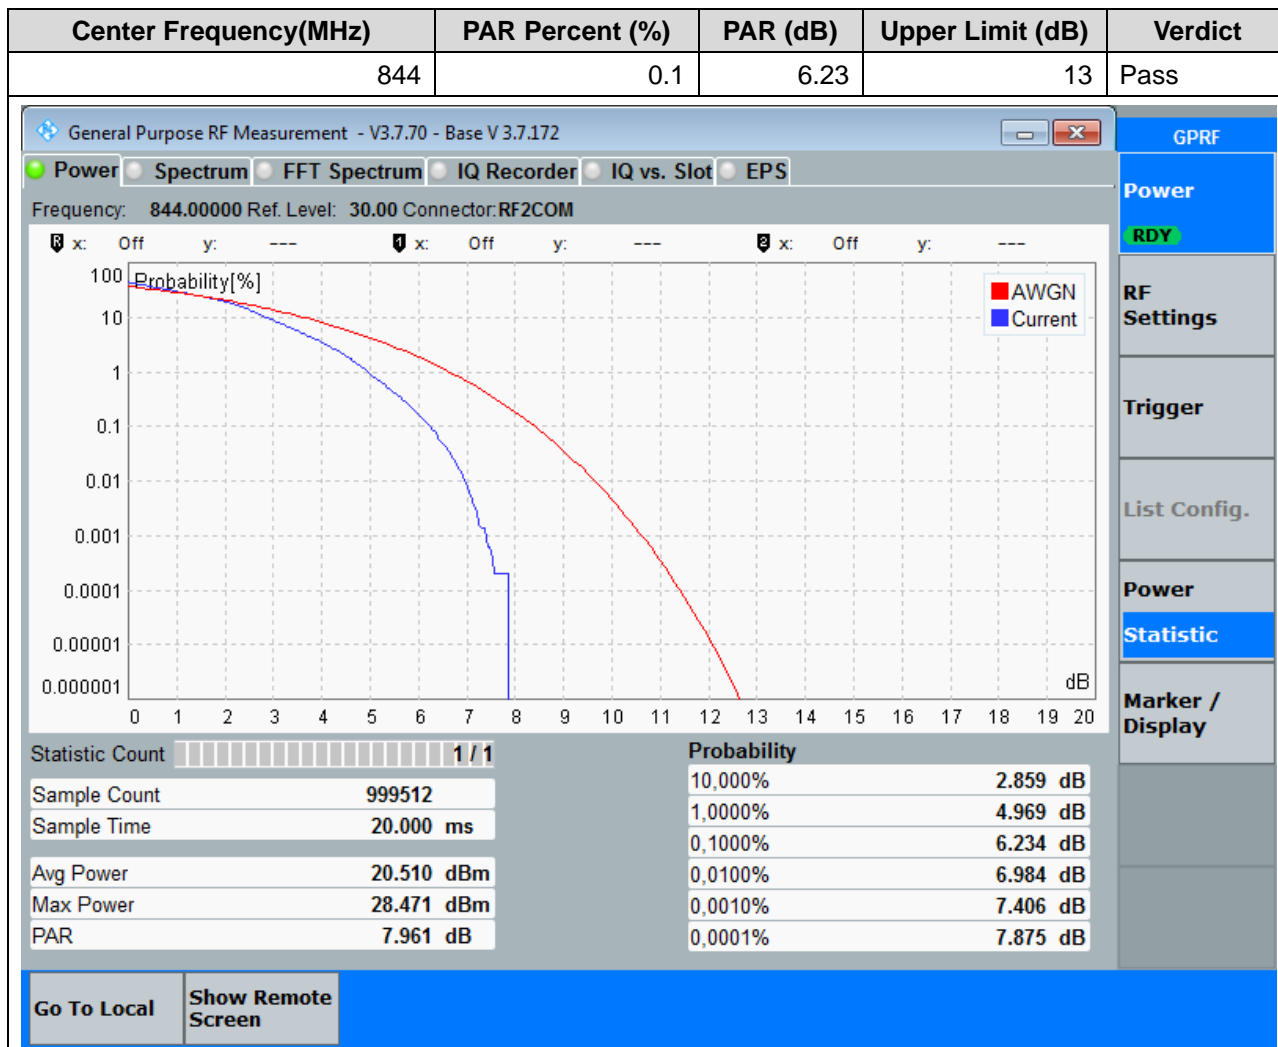 Center Frequency(MHz) PAR Percent (%) PAR (dB) Upper Limit (dB) Verdict
844 0.1 6.23 13 Pass
General Purpose RF Measurement - V3.7.70 - Base V 3.7.172
GPRF
Power Spectrum FFT Spectrum IQ Recorder IQ vs. Slot EPS
Frequency: 844.00000 Ref. Level: 30.00 Connector:RF2COM
R x: Off y: --- 1 x: Off y: --- 2 x: Off y: ---
Probability[%]
100
10
1
0.1
0.01
0.001
0.0001
0.00001
0.000001
AWGN
Current
dB
0 1 2 3 4 5 6 7 8 9 10 11 12 13 14 15 16 17 18 19 20
Statistic Count 1 / 1
Sample Count 999512
Sample Time 20.000 ms
Avg Power 20.510 dBm
Max Power 28.471 dBm
PAR 7.961 dB
Probability
10,000% 2.859 dB
1,0000% 4.969 dB
0,1000% 6.234 dB
0,0100% 6.984 dB
0,0010% 7.406 dB
0,0001% 7.875 dB
Power
RDY
RF
Settings
Trigger
List Config.
Power
Statistic
Marker /
Display
Go To Local
Show Remote
Screen